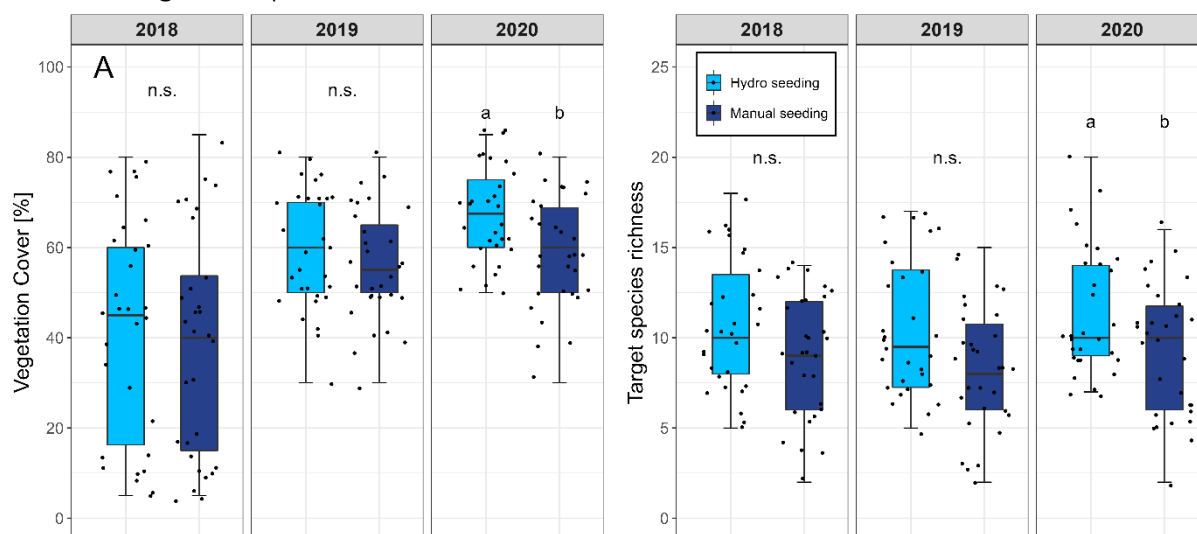 2018 2019 2020
A
n.s. n.s. a b
100
80
60
40
20
0
Vegetation Cover [%]
2018 2019 2020
Hydro seeding
Manual seeding
n.s. n.s. a b
25
20
15
10
5
0
Target species richness